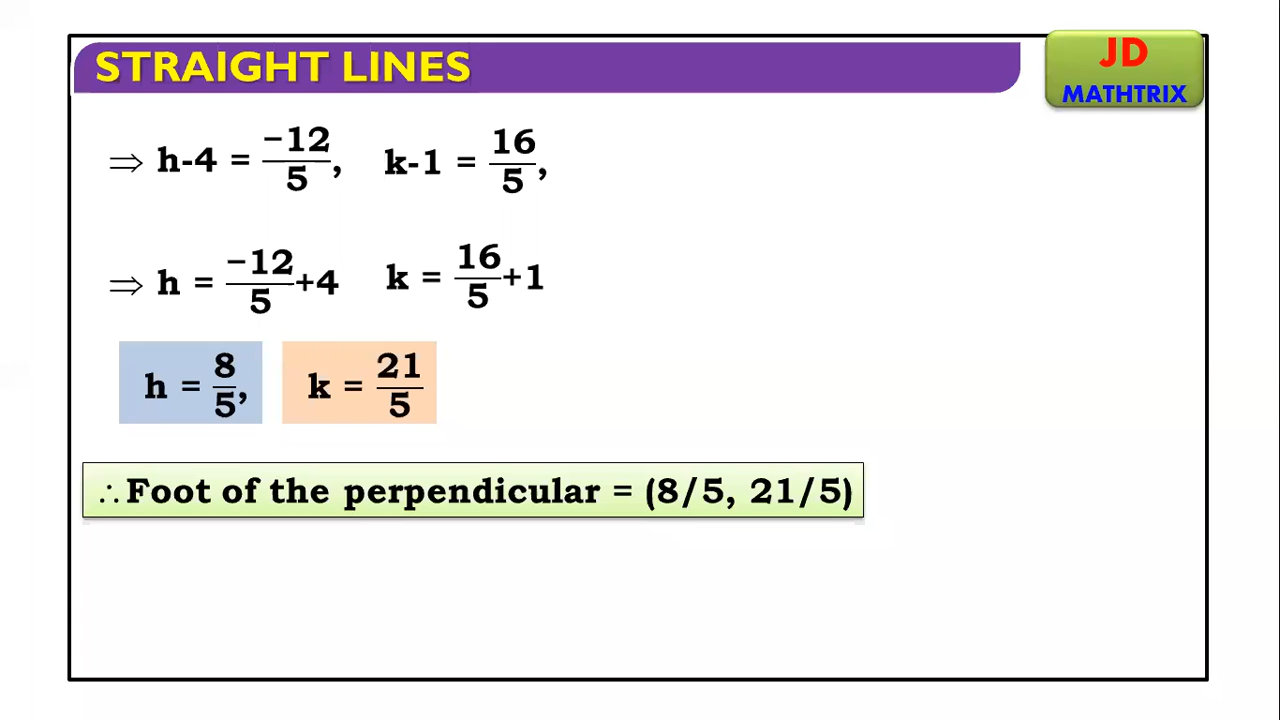 STRAIGHT LINES
JD
MATHTRIX
⇒ h-4 = −12/5, k-1 = 16/5,
⇒ h = −12/5+4 k = 16/5+1
h = 8/5, k = 21/5
∴Foot of the perpendicular = (8/5, 21/5)